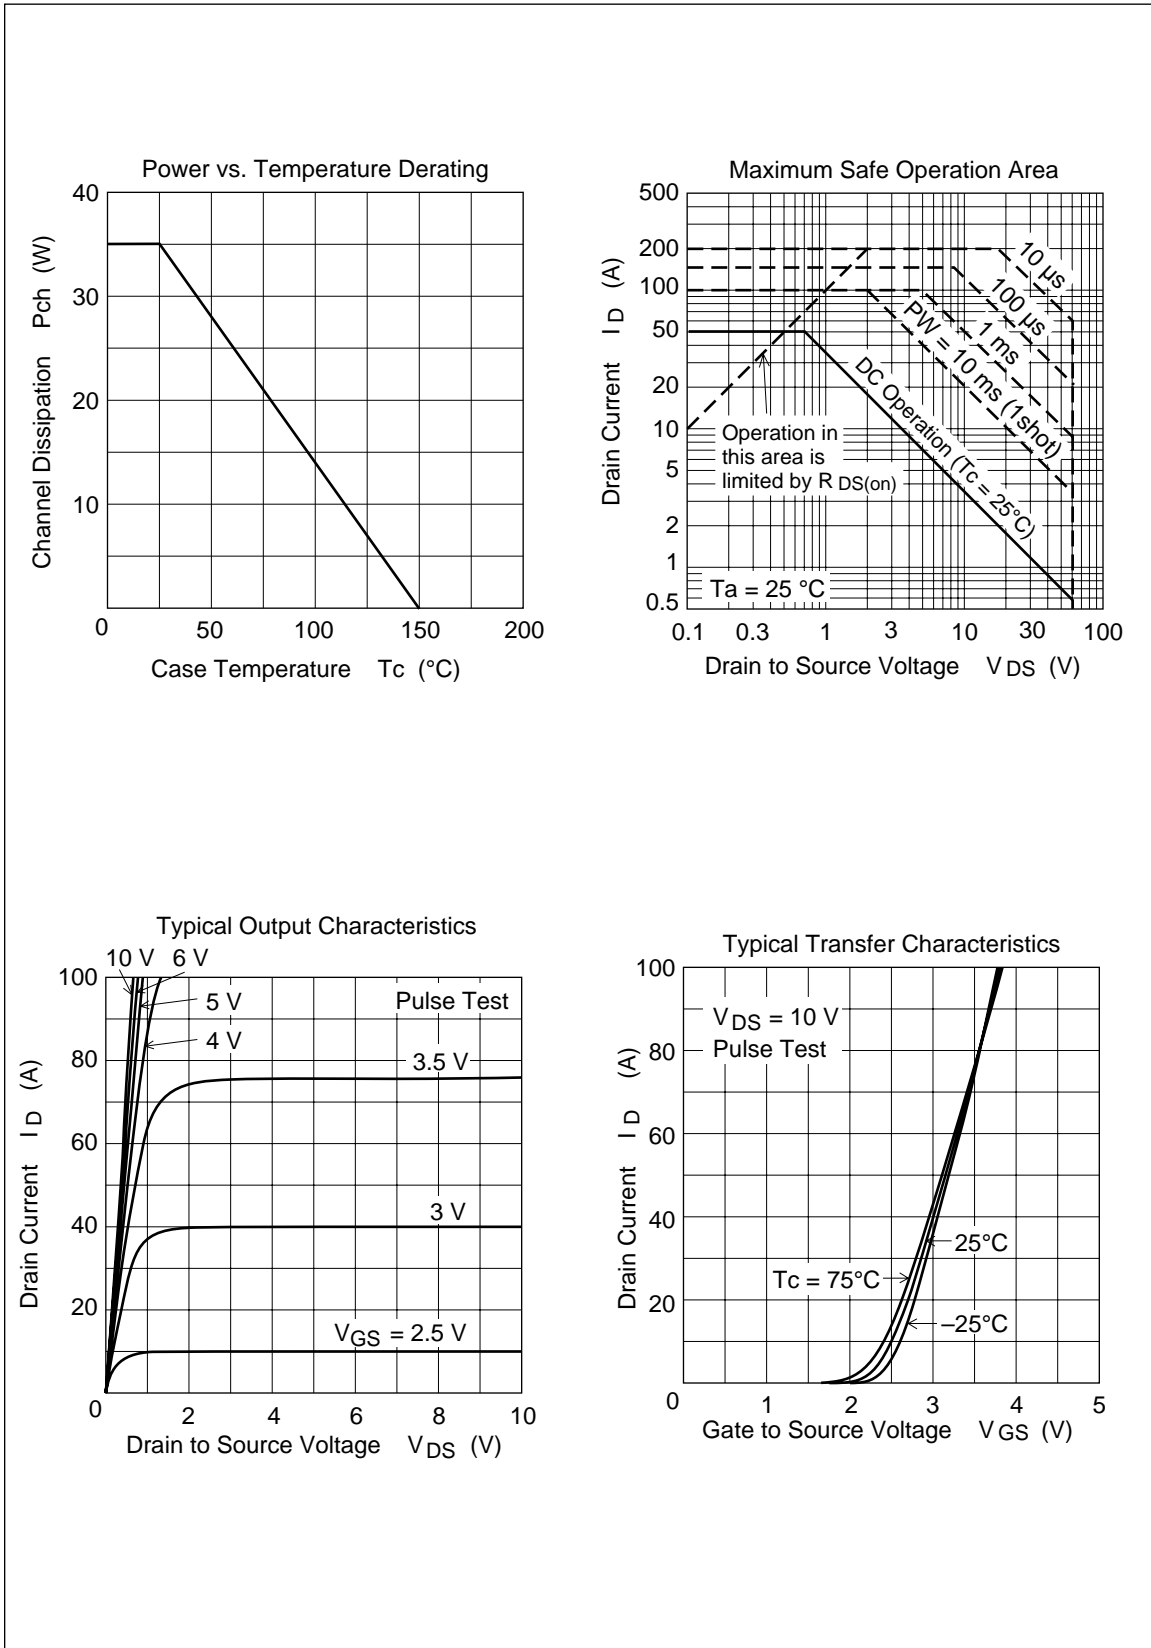 Power vs. Temperature Derating
40
30
20
10
0
50
100
150
200
Channel Dissipation Pch (W)
Case Temperature Tc (°C)
Maximum Safe Operation Area
500
200
100
50
20
10
5
2
1
0.5
0.1
0.3
1
3
10
30
100
Drain Current I D (A)
Drain to Source Voltage V DS (V)
10 µs
100 µs
1 ms
PW = 10 ms (1shot)
DC Operation (Tc = 25°C)
Operation in
this area is
limited by R DS(on)
Ta = 25 °C
Typical Output Characteristics
10 V
6 V
5 V
4 V
Pulse Test
3.5 V
3 V
VGS = 2.5 V
100
80
60
40
20
0
2
4
6
8
10
Drain Current I D (A)
Drain to Source Voltage V DS (V)
Typical Transfer Characteristics
V DS = 10 V
Pulse Test
25°C
Tc = 75°C
–25°C
100
80
60
40
20
0
1
2
3
4
5
Drain Current I D (A)
Gate to Source Voltage V GS (V)